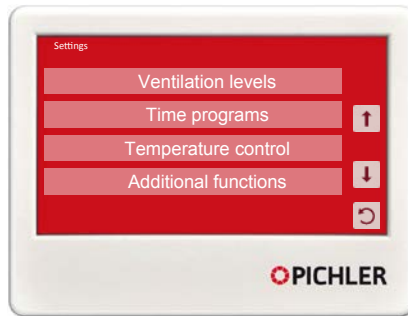 Settings
Ventilation levels
Time programs
Temperature control
Additional functions
PICHLER